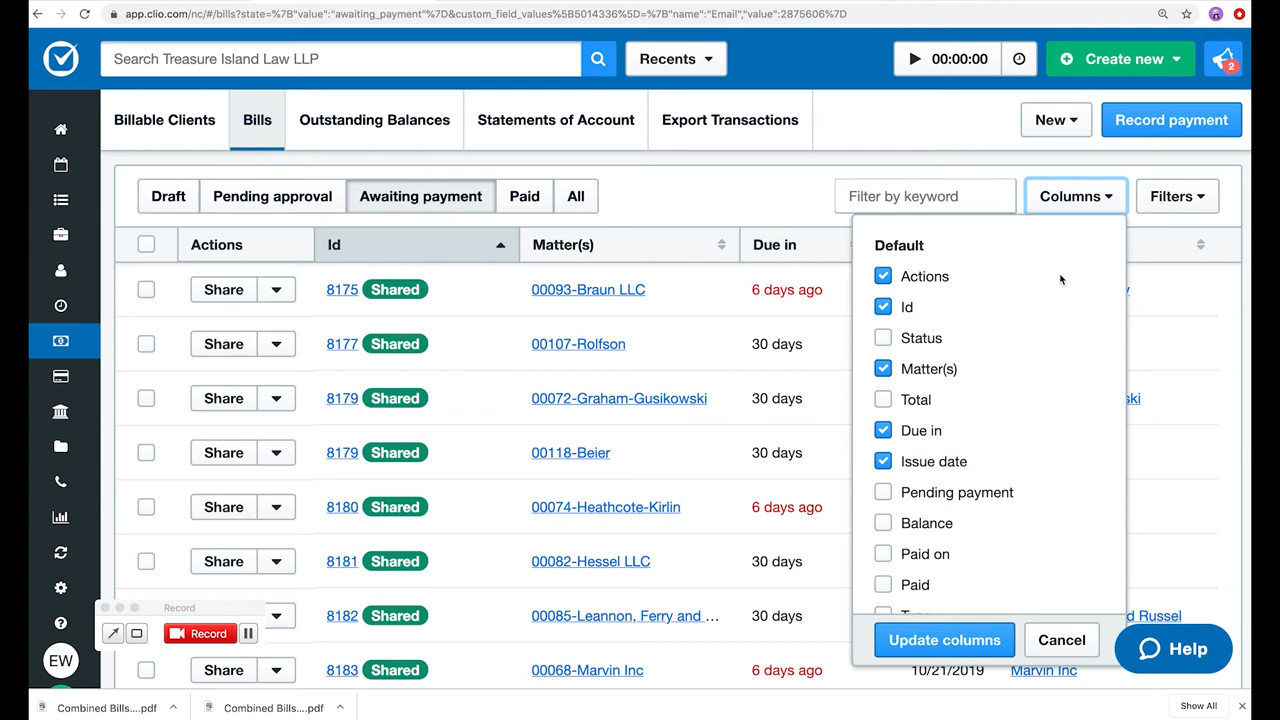 app.clio.com/nc/#/bills?state=%7B"value":"awaiting_payment"%7D&custom_field_values%5B5014336%5D=%7B"name":"Email","value":2875606%7D
Search Treasure Island Law LLP
Recents
00:00:00
Create new
2
Billable Clients
Bills
Outstanding Balances
Statements of Account
Export Transactions
New
Record payment
Draft
Pending approval
Awaiting payment
Paid
All
Filter by keyword
Columns
Filters
Actions
Id
Matter(s)
Due in
Default
Actions
Id
Status
Matter(s)
Total
Due in
Issue date
Pending payment
Balance
Paid on
Paid
Update columns
Cancel
Share 8175 Shared 00093-Braun LLC 6 days ago
Share 8177 Shared 00107-Rolfson 30 days
Share 8179 Shared 00072-Graham-Gusikowski 30 days
Share 8179 Shared 00118-Beier 30 days
Share 8180 Shared 00074-Heathcote-Kirlin 6 days ago
Share 8181 Shared 00082-Hessel LLC 30 days
8182 Shared 00085-Leannon, Ferry and ... 30 days d Russel
Share 8183 Shared 00068-Marvin Inc 6 days ago 10/21/2019 Marvin Inc
Record
Record
EW
Help
Combined Bills....pdf
Combined Bills....pdf
Show All